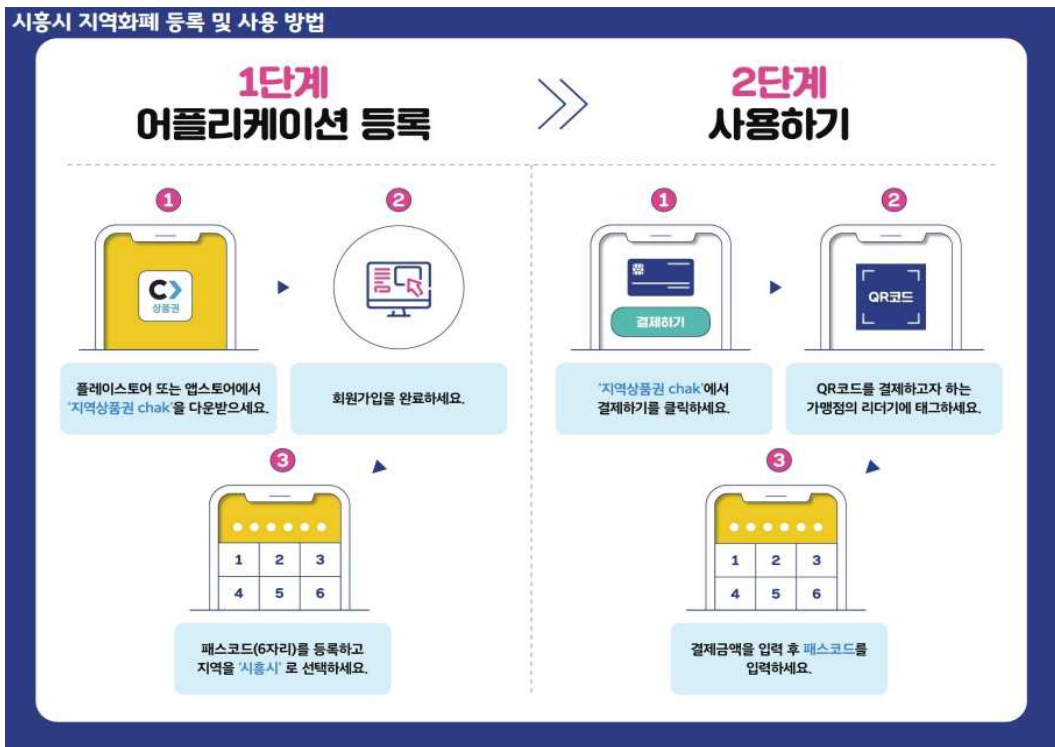 시흥시 지역화폐 등록 및 사용 방법
1단계
어플리케이션 등록
1
C
상품권
플레이스토어 또는 앱스토어에서
'지역상품권 chak'을 다운받으세요.
2
회원가입을 완료하세요.
3
1 2 3
4 5 6
패스코드(6자리)를 등록하고
지역을 '시흥시' 로 선택하세요.
2단계
사용하기
1
결제하기
'지역상품권 chak'에서
결제하기를 클릭하세요.
2
QR코드
QR코드를 결제하고자 하는
가맹점의 리더기에 태그하세요.
3
1 2 3
4 5 6
결제금액을 입력 후 패스코드를
입력하세요.